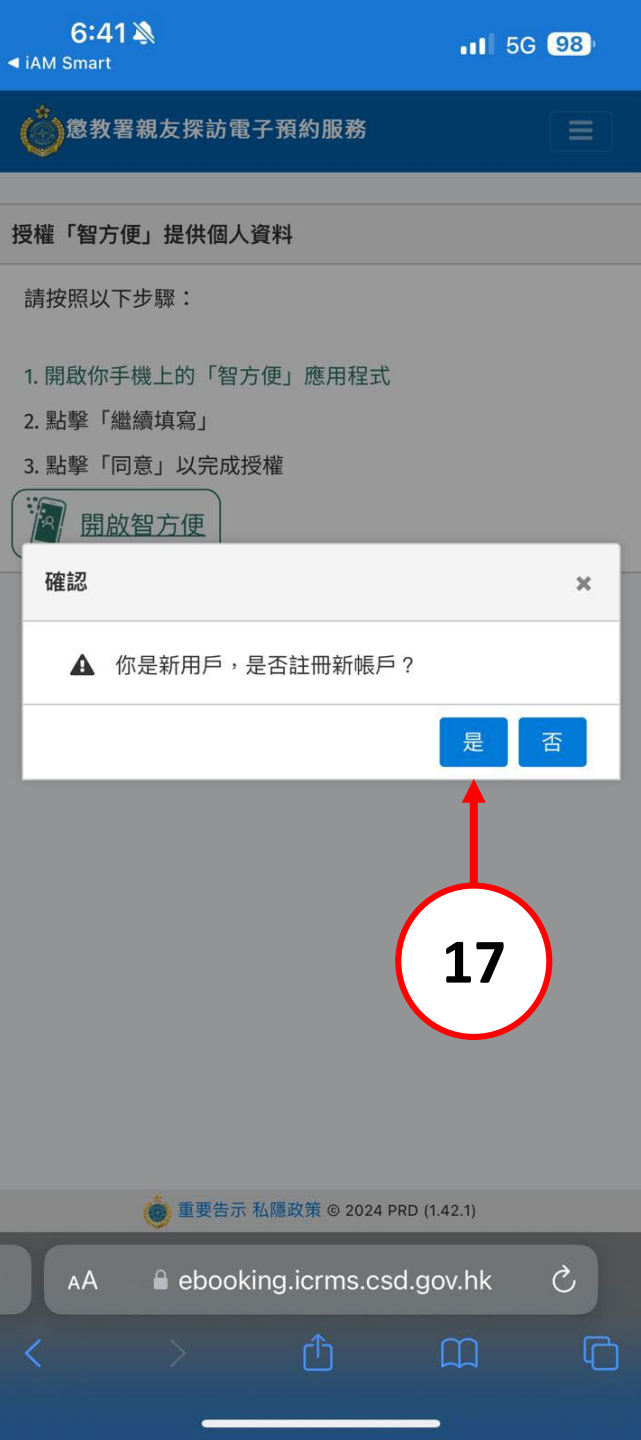 6:41
5G 98
◀ iAM Smart
懲教署親友探訪電子預約服務
授權「智方便」提供個人資料
請按照以下步驟：
1. 開啟你手機上的「智方便」應用程式
2. 點擊「繼續填寫」
3. 點擊「同意」以完成授權
開啟智方便
確認
你是新用戶，是否註冊新帳戶？
是 否
17
重要告示 私隱政策 © 2024 PRD (1.42.1)
AA ebooking.icrms.csd.gov.hk